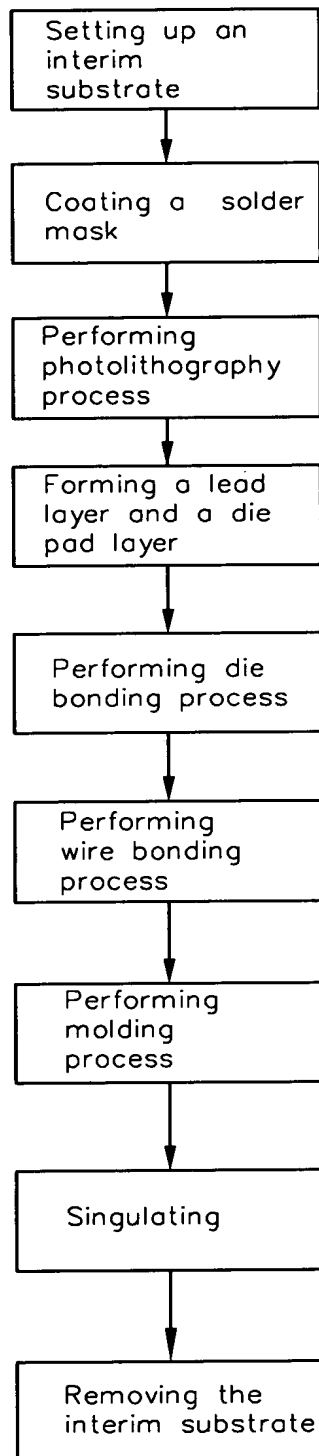 Setting up an
interim
substrate
Coating a solder
mask
Performing
photolithography
process
Forming a lead
layer and a die
pad layer
Performing die
bonding process
Performing
wire bonding
process
Performing
molding
process
Singulating
Removing the
interim substrate